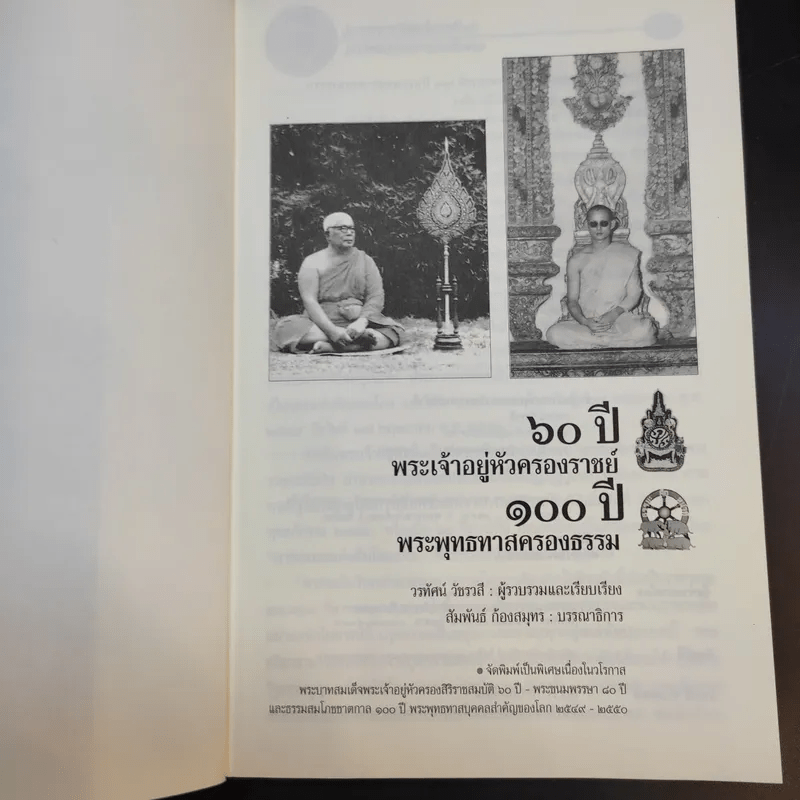 ๖๐ ปี
พระเจ้าอยู่หัวครองราชย์
๑๐๐ ปี
พระพุทธทาสครองธรรม
วรทัศน์ วัชรวสี : ผู้รวบรวมและเรียบเรียง
สัมพันธ์ ก้องสมุทร : บรรณาธิการ
จัดพิมพ์เป็นพิเศษเนื่องในวโรกาส
พระบาทสมเด็จพระเจ้าอยู่หัวครองสิริราชสมบัติ ๖๐ ปี - พระชนมพรรษา ๘๐ ปี
และธรรมสมโภชชาตกาล ๑๐๐ ปี พระพุทธทาสบุคคลสำคัญของโลก ๒๕๔๙ - ๒๕๕๐